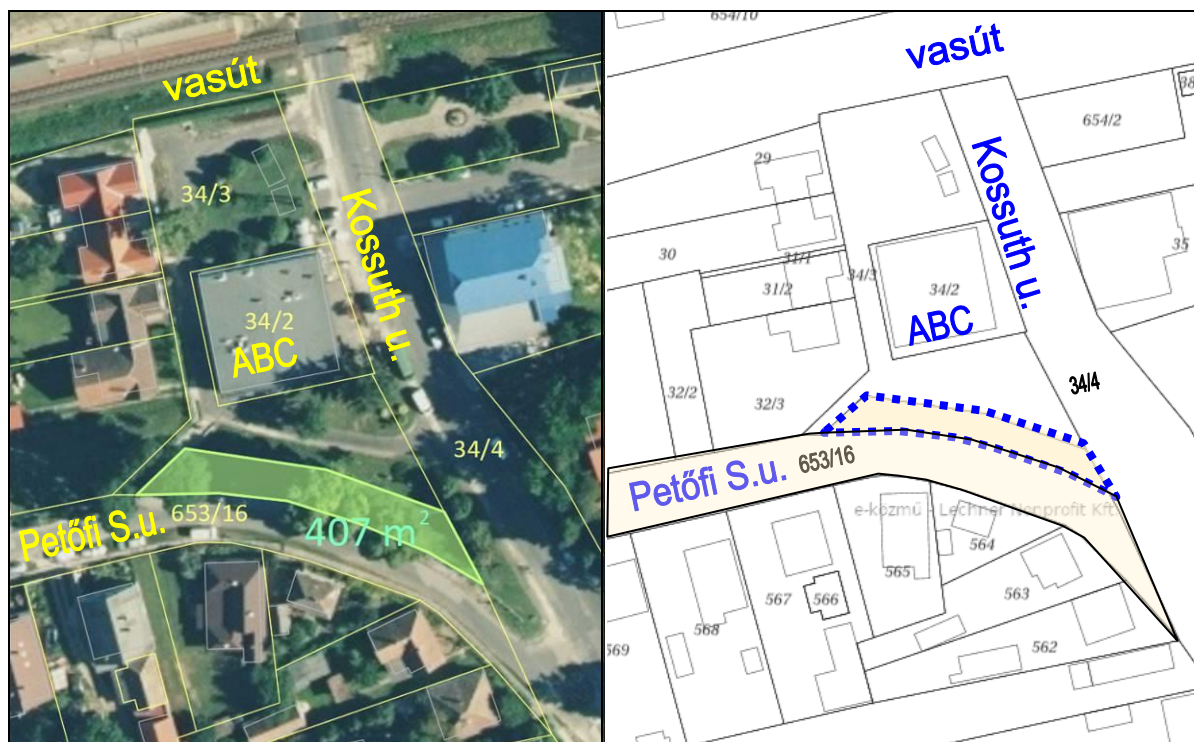 vasút
34/3
Kossuth u.
34/2
ABC
34/4
Petőfi S.u.
653/16
407 m²
654/10
vasút
654/2
29
Kossuth u.
30
31/1
34/3
35
31/2
34/2
ABC
34/4
32/2
32/3
653/16
Petőfi S.u.
e-közmű - Lechner Nonprofit Kft.
564
565
567
566
563
568
569
562